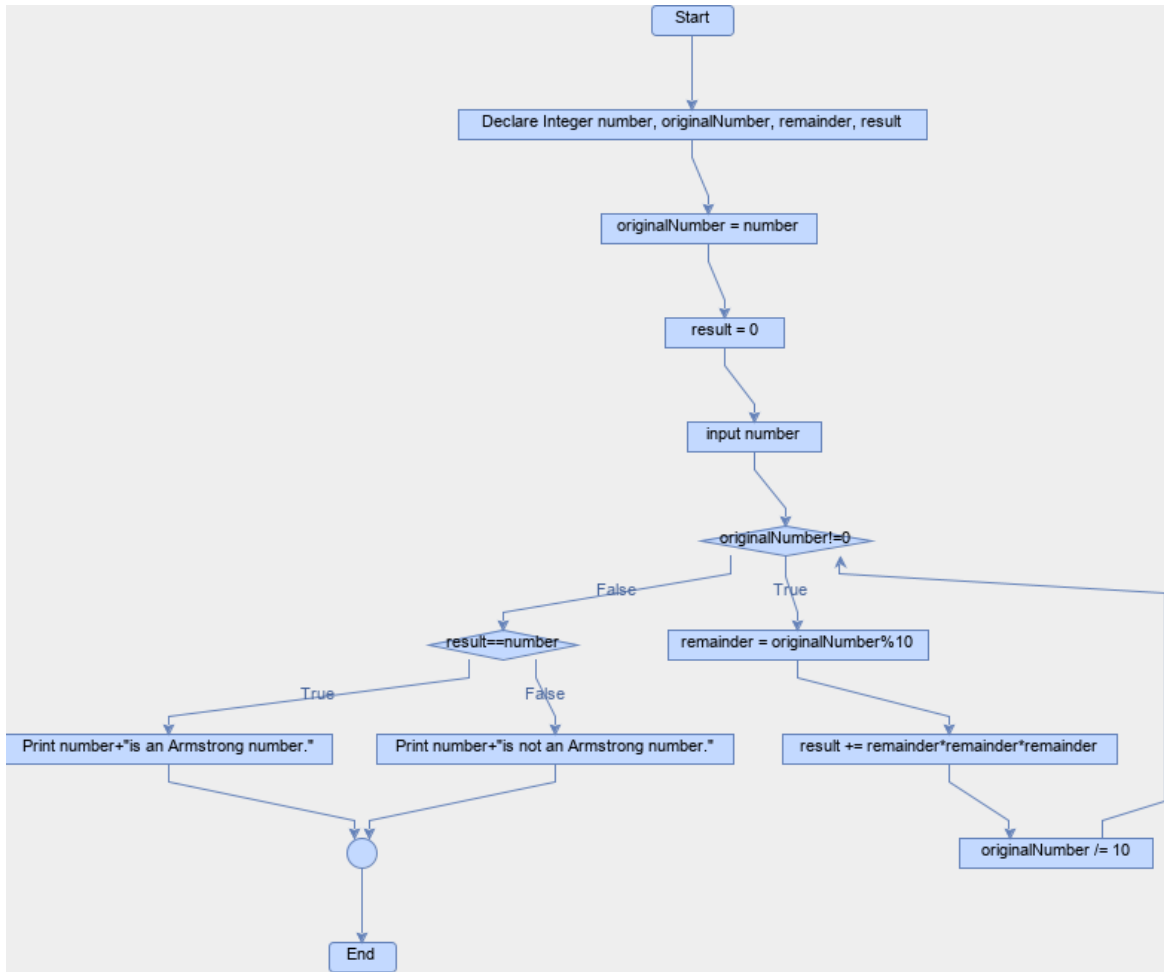 Start
Declare Integer number, originalNumber, remainder, result
originalNumber = number
result = 0
input number
originalNumber!=0
False
True
result==number
remainder = originalNumber%10
True
False
Print number+"is an Armstrong number."
Print number+"is not an Armstrong number."
result += remainder*remainder*remainder
originalNumber /= 10
End